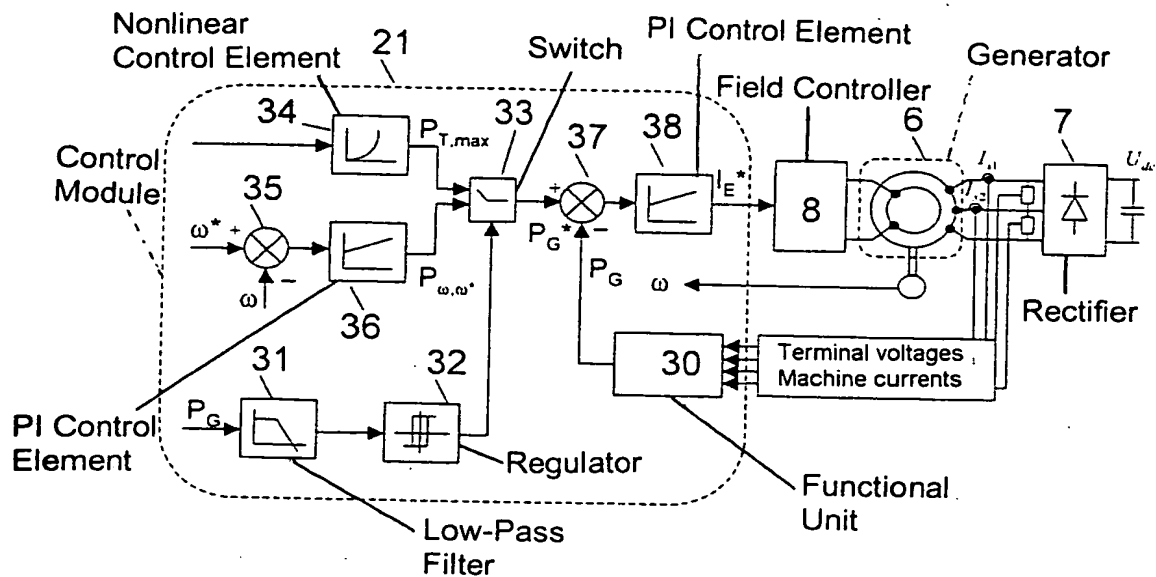 Nonlinear
Control Element
21
Switch
PI Control Element
Generator
Field Controller
34
P_T,max
33
37
38
6
7
Control
Module
35
ω* +
−
ω
P_ω,ω*
36
+
P_G*
−
I_E*
8
I_s1
U_dc
P_G
ω
Rectifier
31
32
30
Terminal voltages
Machine currents
P_G
PI Control
Element
Regulator
Functional
Unit
Low-Pass
Filter